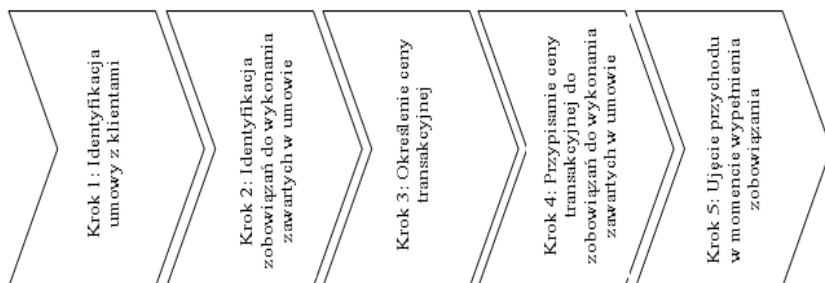 Krok 1: Identyfikacja
umowy z klientami
Krok 2: Identyfikacja
zobowiązań do wykonania
zawartych w umowie
Krok 3: Określenie ceny
transakcyjnej
Krok 4: Przypisanie ceny
transakcyjnej do
zobowiązań do wykonania
zawartych w umowie
Krok 5: Ujęcie przychodu
w momencie wypełnienia
zobowiązania